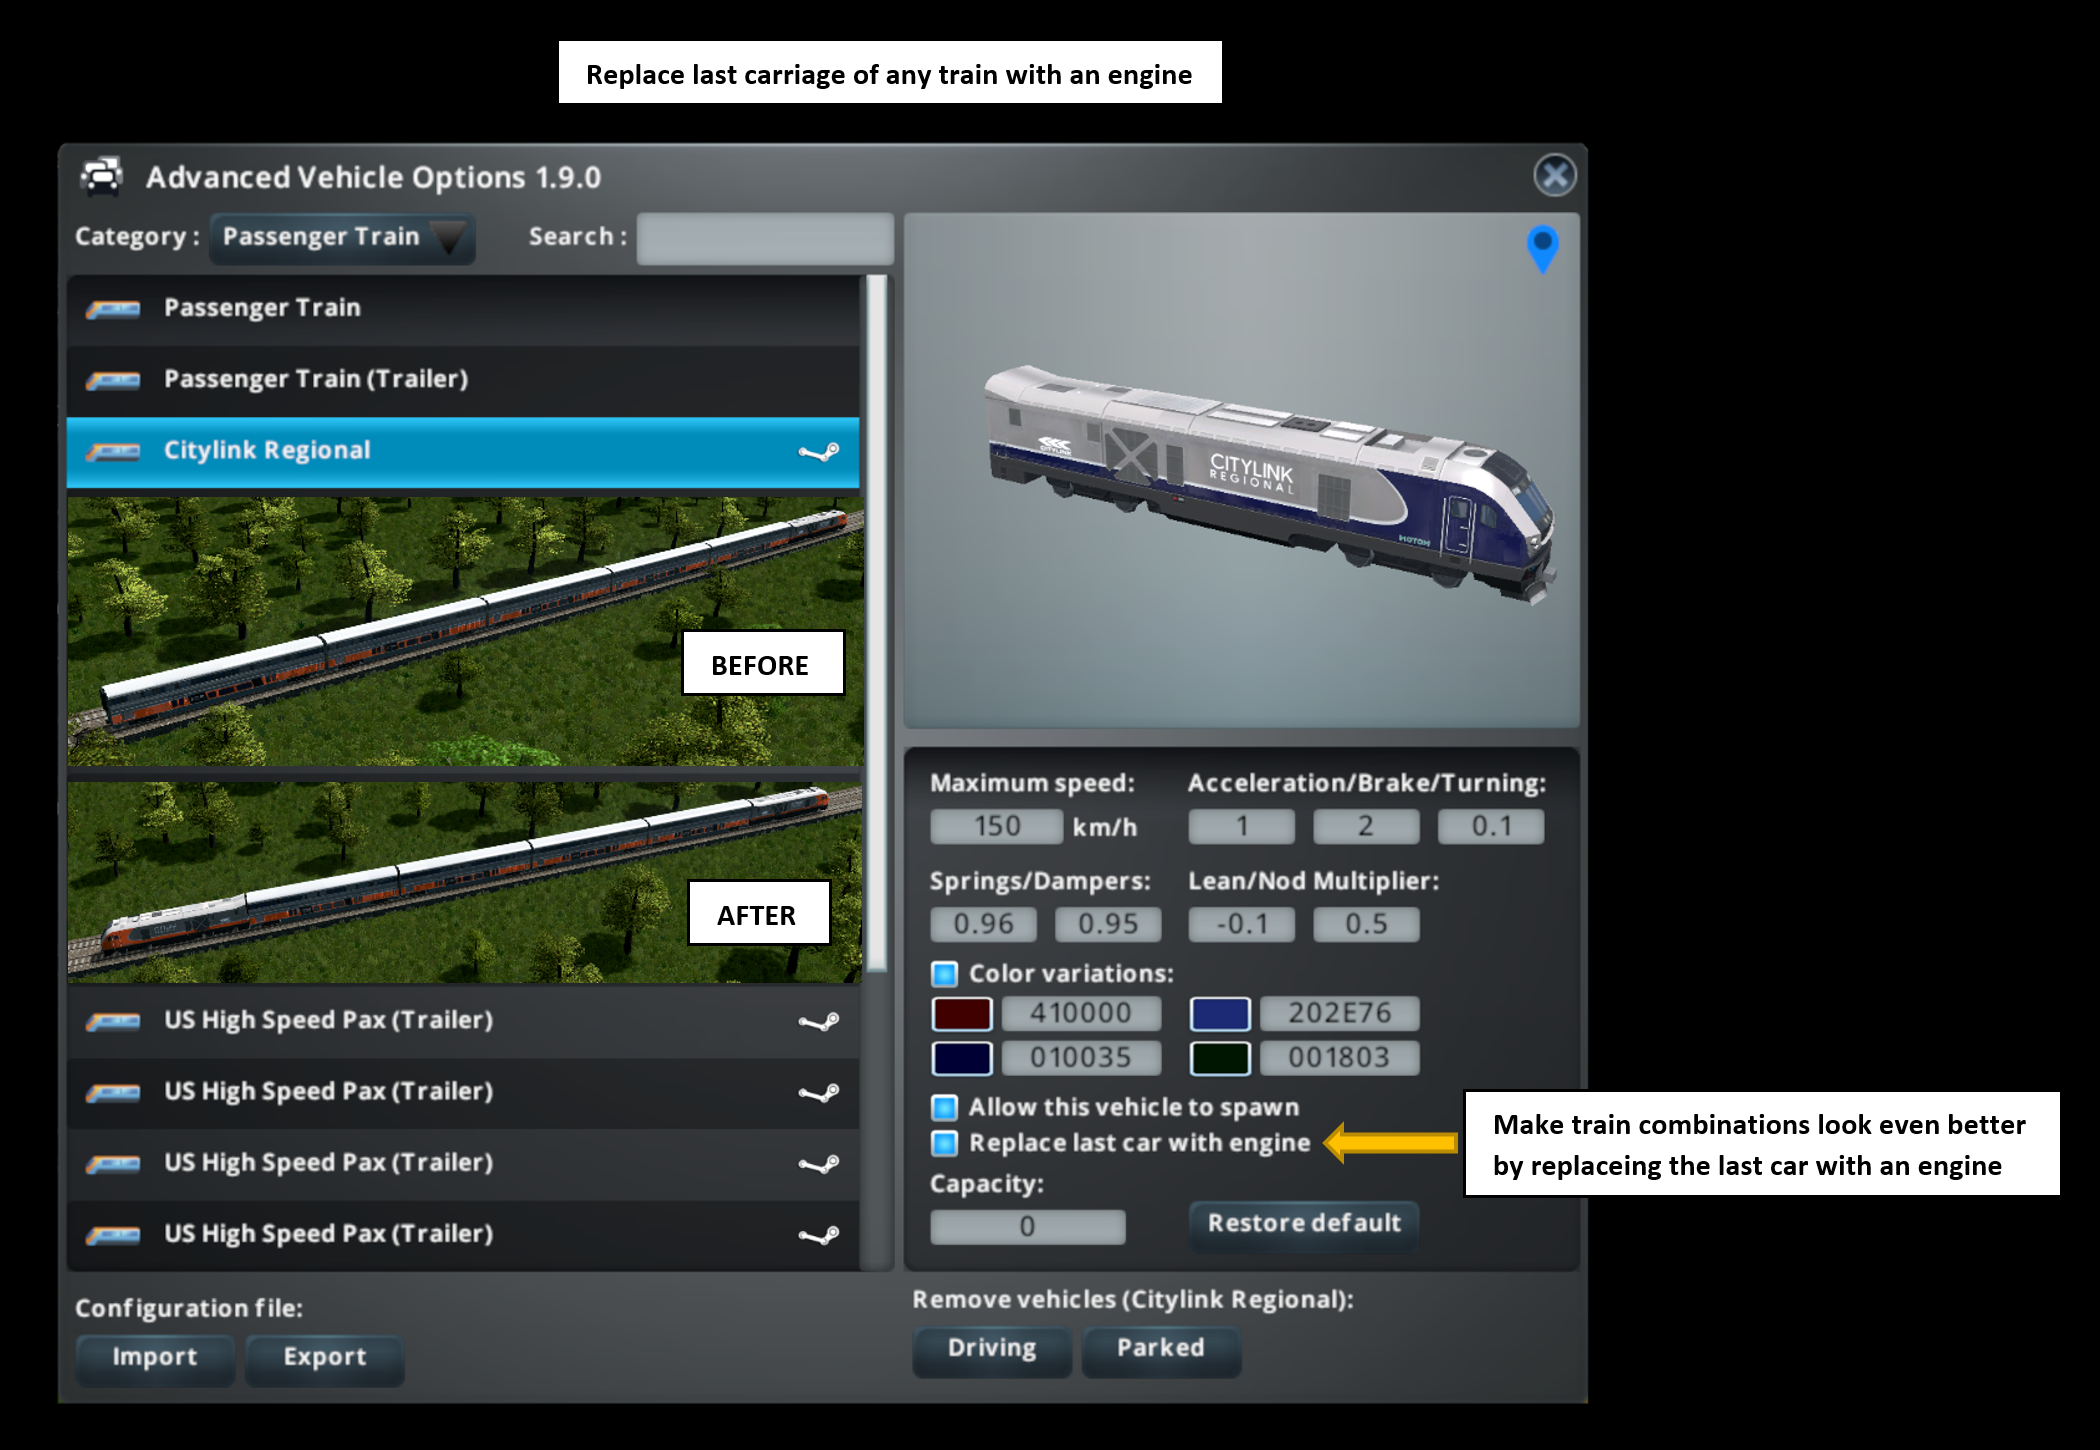 Replace last carriage of any train with an engine
Advanced Vehicle Options 1.9.0
Category :
Passenger Train
Search :
Passenger Train
Passenger Train (Trailer)
Citylink Regional
BEFORE
AFTER
US High Speed Pax (Trailer)
US High Speed Pax (Trailer)
US High Speed Pax (Trailer)
US High Speed Pax (Trailer)
Configuration file:
Import
Export
CITYLINK
CITYLINK
REGIONAL
Maximum speed:
150 km/h
Acceleration/Brake/Turning:
1 2 0.1
Springs/Dampers:
0.96 0.95
Lean/Nod Multiplier:
-0.1 0.5
Color variations:
410000 202E76
010035 001803
Allow this vehicle to spawn
Replace last car with engine
Make train combinations look even better
by replaceing the last car with an engine
Capacity:
0
Restore default
Remove vehicles (Citylink Regional):
Driving
Parked